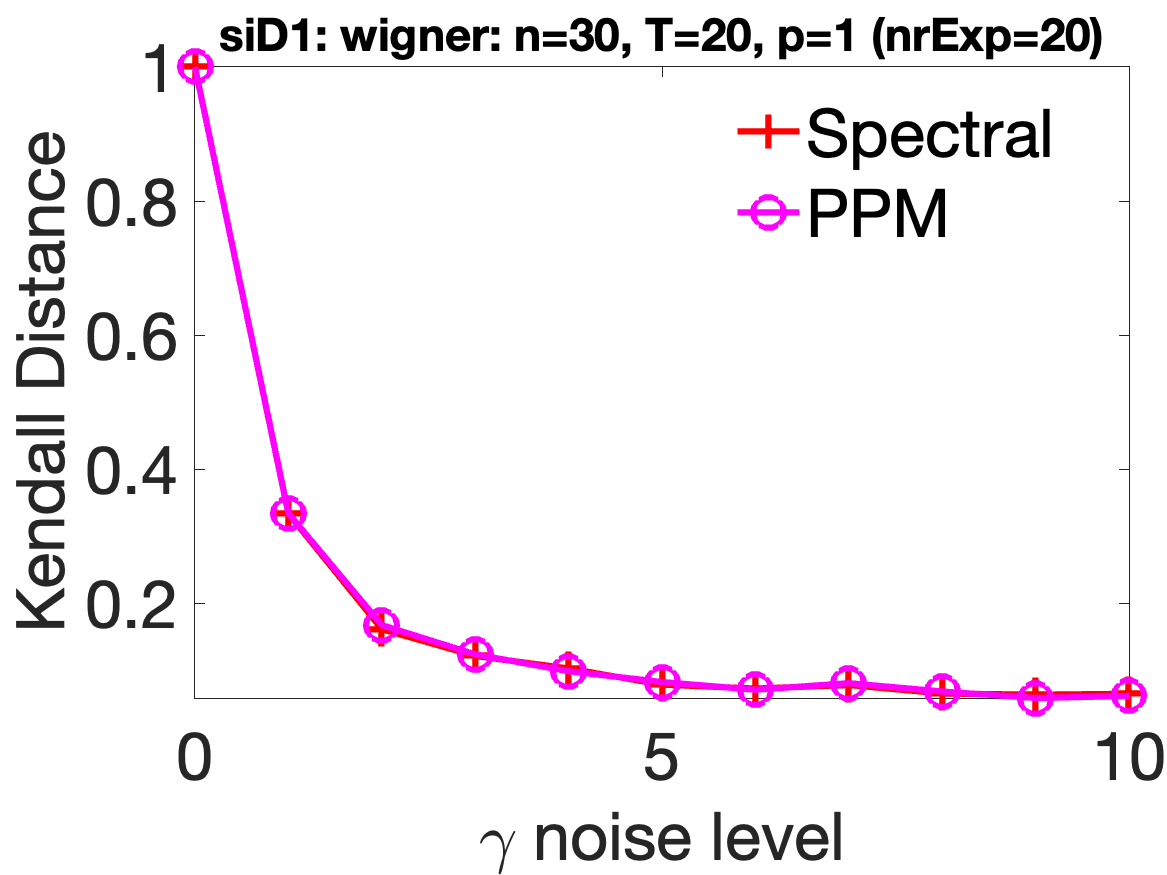 siD1: wigner: n=30, T=20, p=1 (nrExp=20)
Spectral
PPM
Kendall Distance
1
0.8
0.6
0.4
0.2
0
5
10
γ noise level